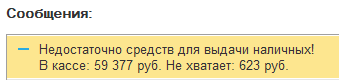 Сообщения:
Недостаточно средств для выдачи наличных!
В кассе: 59 377 руб. Не хватает: 623 руб.